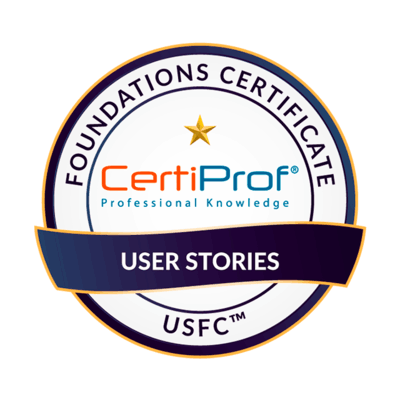 FOUNDATIONS CERTIFICATE
CertiProf®
Professional Knowledge
USER STORIES
USFC™